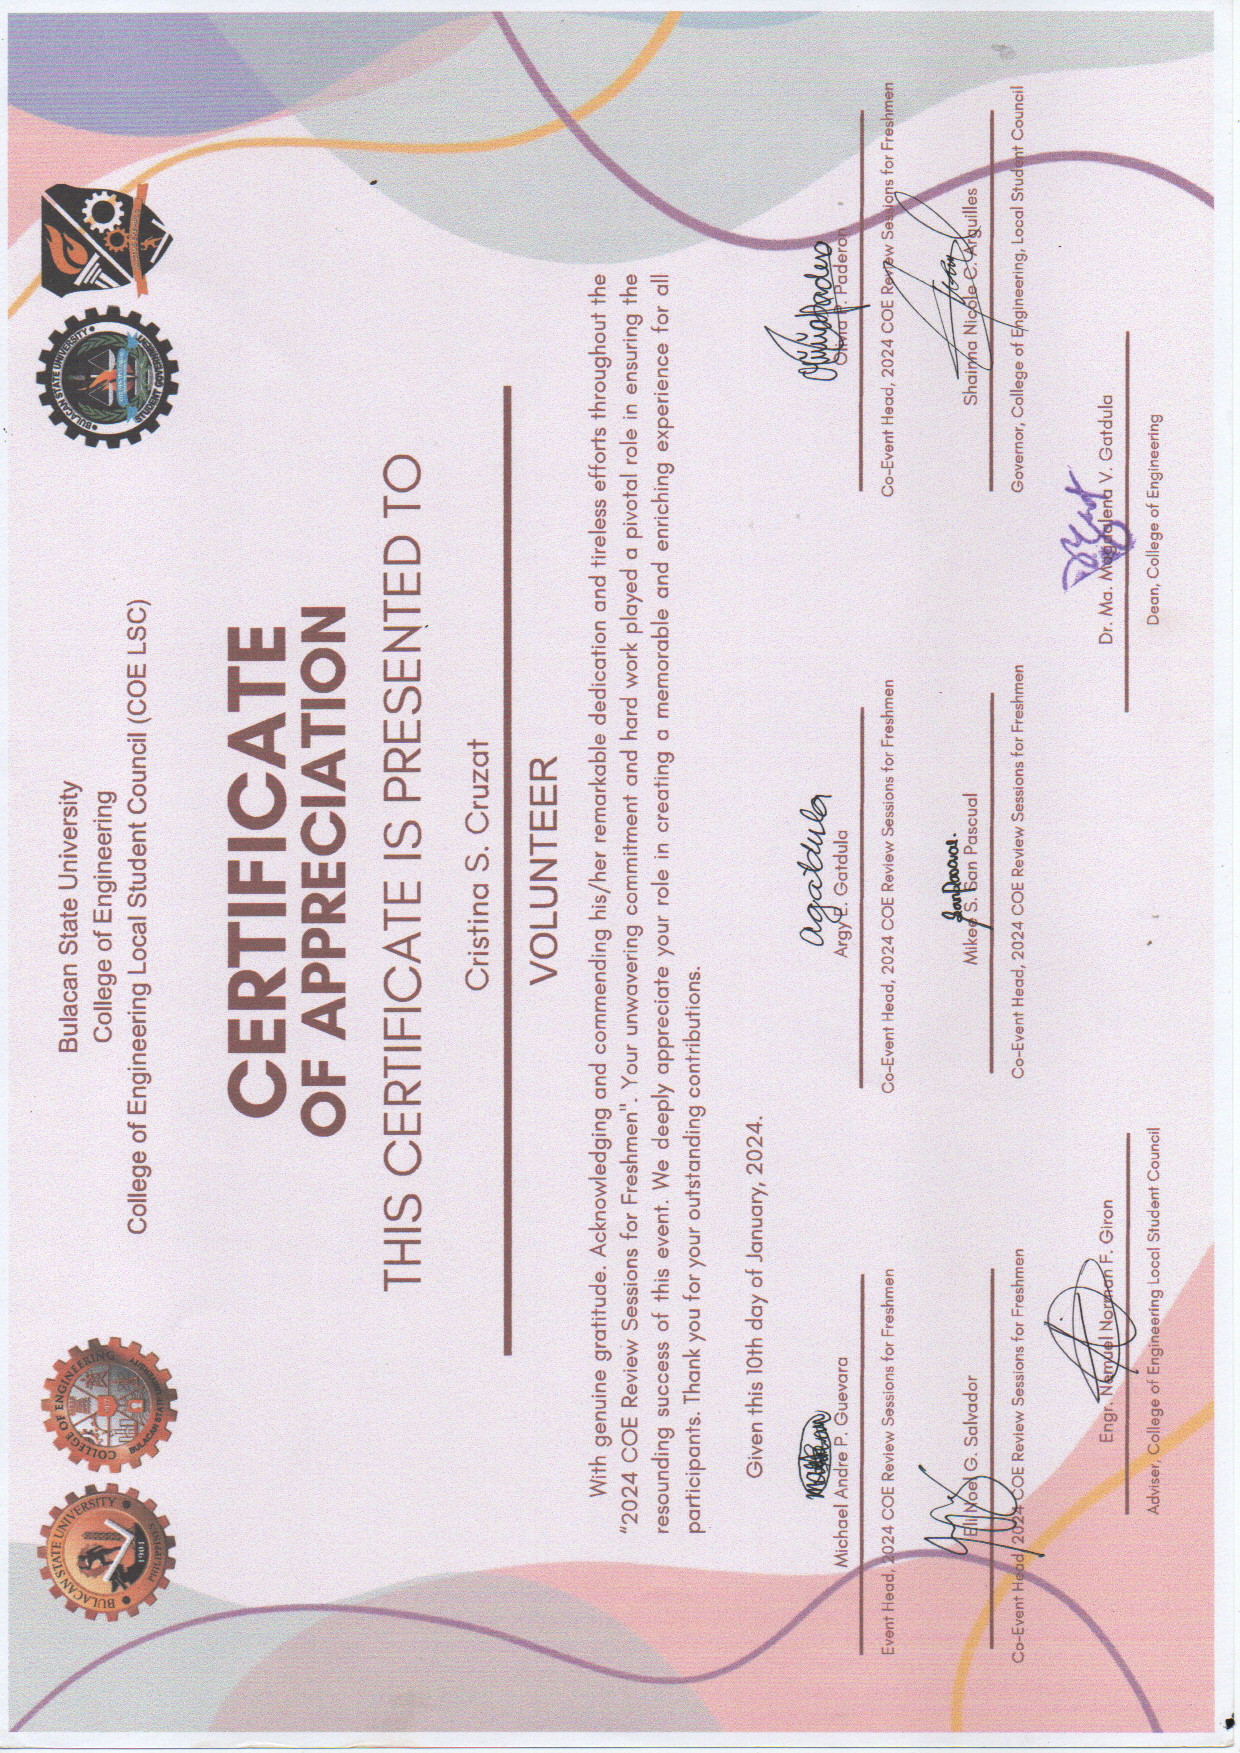 BULACAN STATE UNIVERSITY
1904
PHILIPPINES
COLLEGE OF ENGINEERING
BULACAN STATE UNIVERSITY
Bulacan State University
College of Engineering
College of Engineering Local Student Council (COE LSC)
BULACAN STATE UNIVERSITY
STUDENT GOVERNMENT
CERTIFICATE
OF APPRECIATION
THIS CERTIFICATE IS PRESENTED TO
Cristina S. Cruzat
VOLUNTEER
With genuine gratitude. Acknowledging and commending his/her remarkable dedication and tireless efforts throughout the
“2024 COE Review Sessions for Freshmen". Your unwavering commitment and hard work played a pivotal role in ensuring the
resounding success of this event. We deeply appreciate your role in creating a memorable and enriching experience for all
participants. Thank you for your outstanding contributions.
Given this 10th day of January, 2024.
agatdula
Michael Andre P. Guevara
Argy E. Gatdula
Olivia P. Paderon
Event Head, 2024 COE Review Sessions for Freshmen
Co-Event Head, 2024 COE Review Sessions for Freshmen
Co-Event Head, 2024 COE Review Sessions for Freshmen
SanPascual.
Eli Noel G. Salvador
Mikee S. San Pascual
Shainna Nicole C. Arguilles
Co-Event Head, 2024 COE Review Sessions for Freshmen
Co-Event Head, 2024 COE Review Sessions for Freshmen
Governor, College of Engineering, Local Student Council
Engr. Nemuel Norman F. Giron
Dr. Ma. Magdalena V. Gatdula
Adviser, College of Engineering Local Student Council
Dean, College of Engineering